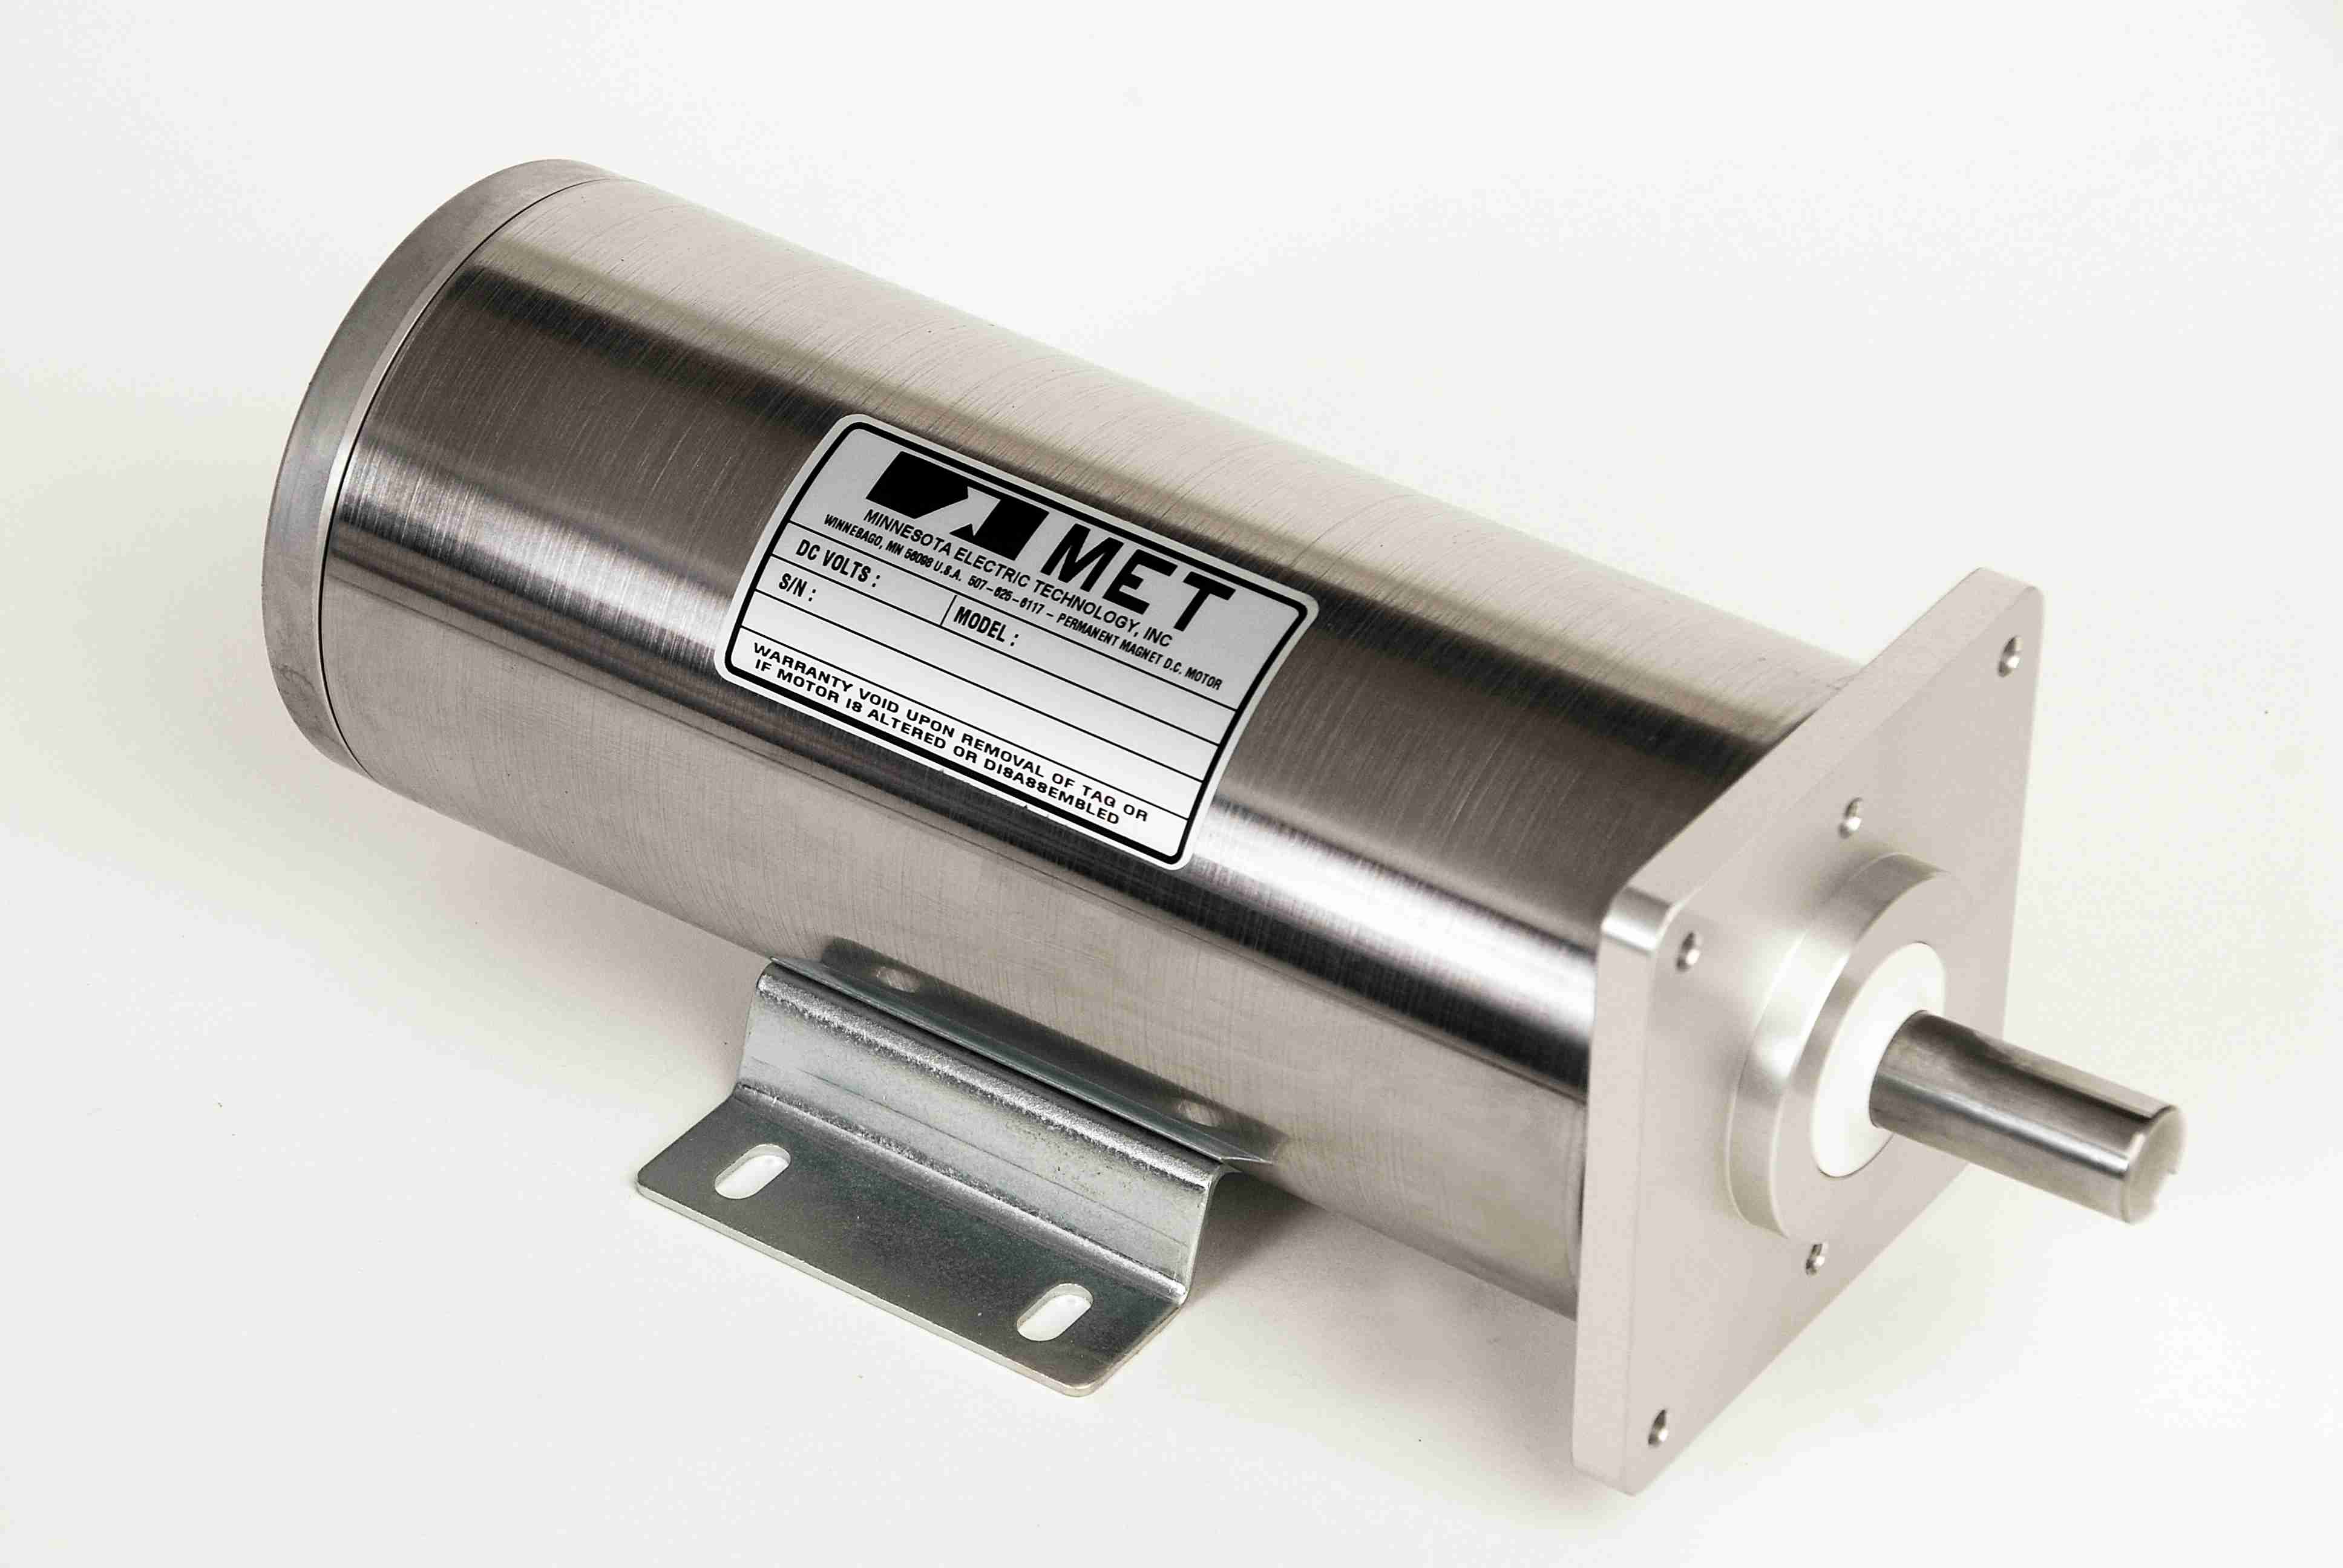 MET
MINNESOTA ELECTRIC TECHNOLOGY, INC
WINNEBAGO, MN 56098 U.S.A. 507-625-6117 - PERMANENT MAGNET D.C. MOTOR
DC VOLTS :
S/N :
MODEL :
WARRANTY VOID UPON REMOVAL OF TAG OR
IF MOTOR IS ALTERED OR DISASSEMBLED